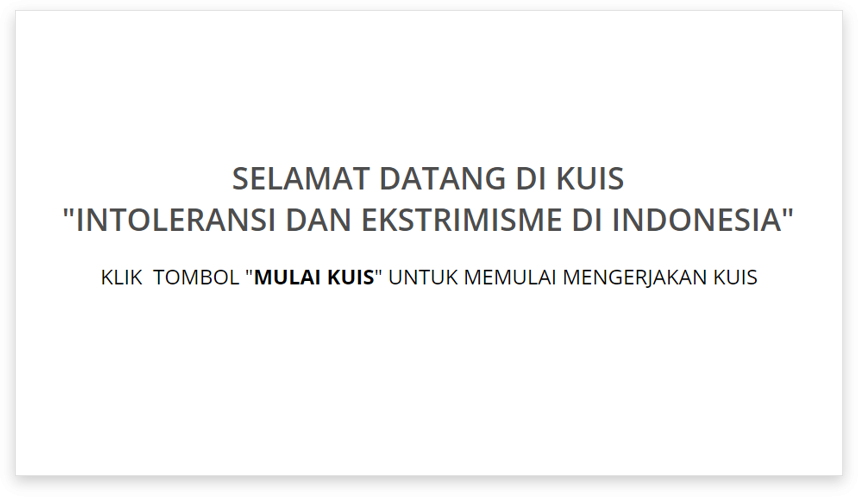 SELAMAT DATANG DI KUIS
"INTOLERANSI DAN EKSTRIMISME DI INDONESIA"
KLIK TOMBOL "MULAI KUIS" UNTUK MEMULAI MENGERJAKAN KUIS